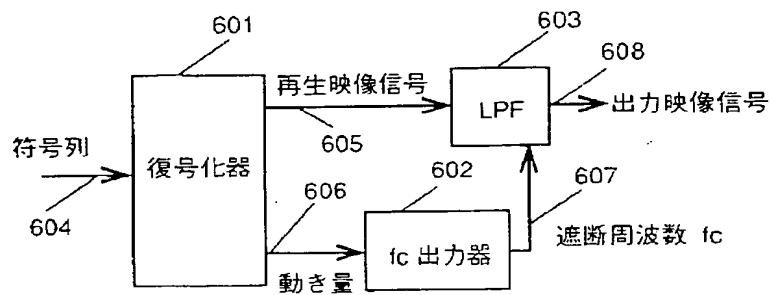 601
603
608
再生映像信号
LPF
出力映像信号
符号列
復号化器
605
604
606
602
607
fc 出力器
遮断周波数 fc
動き量